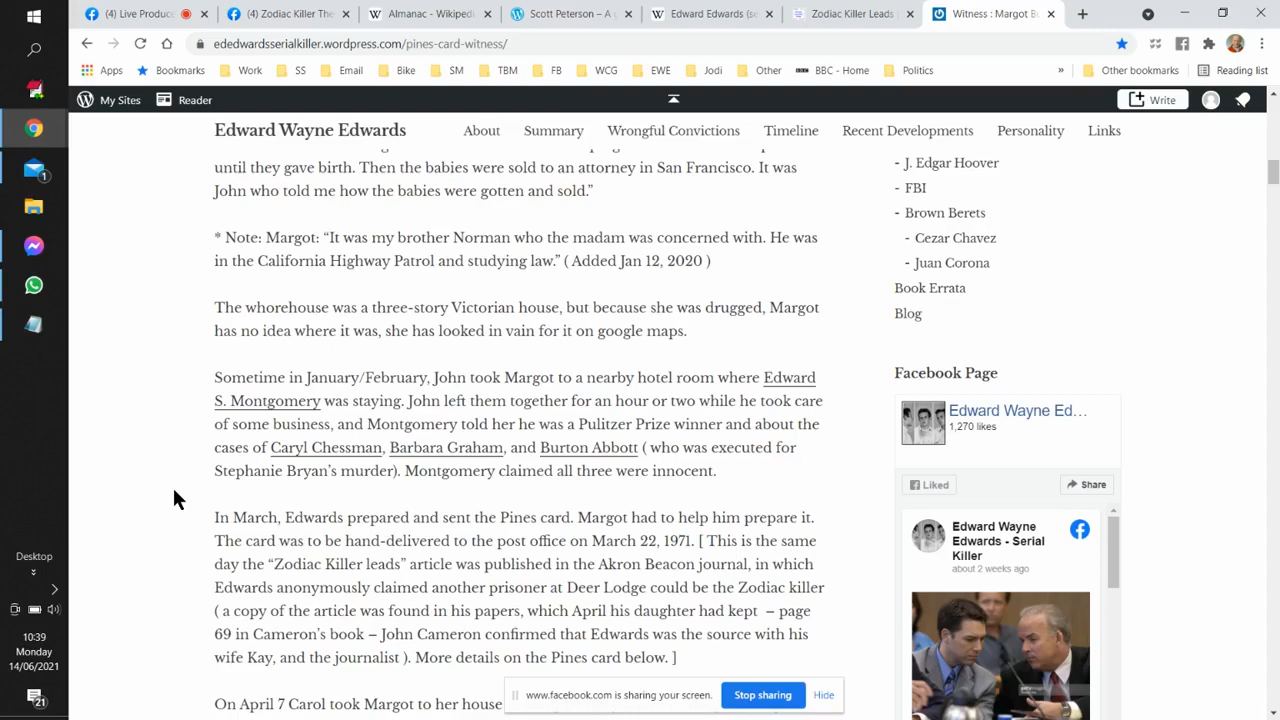 (4) Live Produce
(4) Zodiac Killer The
Almanac - Wikiped
Scott Peterson – A
Edward Edwards (se
Zodiac Killer Leads
Witness : Margot B
ededwardsserialkiller.wordpress.com/pines-card-witness/
Apps
Bookmarks
Work
SS
Email
Bike
SM
TBM
FB
WCG
EWE
Jodi
Other
BBC - Home
Politics
»
Other bookmarks
Reading list
My Sites
Reader
Write
Edward Wayne Edwards
About
Summary
Wrongful Convictions
Timeline
Recent Developments
Personality
Links
until they gave birth. Then the babies were sold to an attorney in San Francisco. It was
John who told me how the babies were gotten and sold.”
* Note: Margot: “It was my brother Norman who the madam was concerned with. He was
in the California Highway Patrol and studying law.” ( Added Jan 12, 2020 )
The whorehouse was a three-story Victorian house, but because she was drugged, Margot
has no idea where it was, she has looked in vain for it on google maps.
Sometime in January/February, John took Margot to a nearby hotel room where Edward
S. Montgomery was staying. John left them together for an hour or two while he took care
of some business, and Montgomery told her he was a Pulitzer Prize winner and about the
cases of Caryl Chessman, Barbara Graham, and Burton Abbott ( who was executed for
Stephanie Bryan’s murder). Montgomery claimed all three were innocent.
In March, Edwards prepared and sent the Pines card. Margot had to help him prepare it.
The card was to be hand-delivered to the post office on March 22, 1971. [ This is the same
day the “Zodiac Killer leads” article was published in the Akron Beacon journal, in which
Edwards anonymously claimed another prisoner at Deer Lodge could be the Zodiac killer
( a copy of the article was found in his papers, which April his daughter had kept – page
69 in Cameron’s book – John Cameron confirmed that Edwards was the source with his
wife Kay, and the journalist ). More details on the Pines card below. ]
On April 7 Carol took Margot to her house
- J. Edgar Hoover
- FBI
- Brown Berets
- Cezar Chavez
- Juan Corona
Book Errata
Blog
Facebook Page
Edward Wayne Ed...
1,270 likes
Liked
Share
Edward Wayne
Edwards - Serial
Killer
about 2 weeks ago
www.facebook.com is sharing your screen.
Stop sharing
Hide
1
Desktop
10:39
Monday
14/06/2021
21